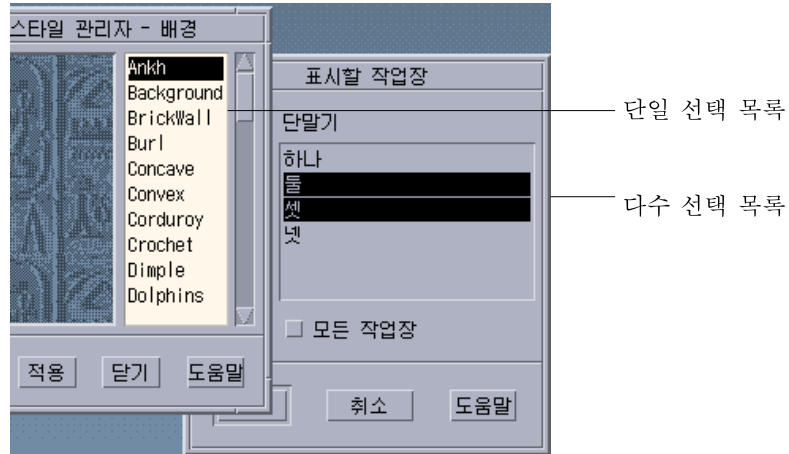 스타일 관리자 - 배경
Ankh
Background
BrickWall
Burl
Concave
Convex
Corduroy
Crochet
Dimple
Dolphins
적용
닫기
도움말
표시할 작업장
단말기
하나
둘
셋
넷
모든 작업장
취소
도움말
단일 선택 목록
다수 선택 목록